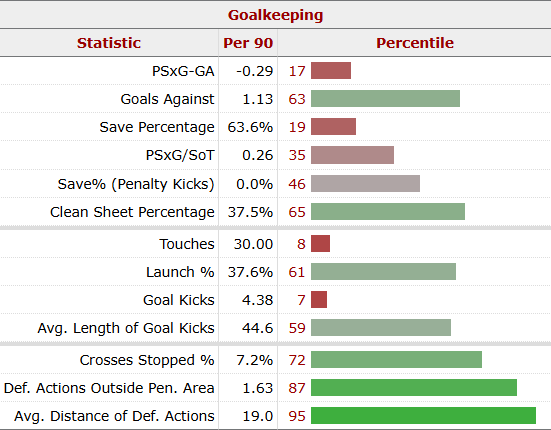 Goalkeeping
Statistic Per 90 Percentile
PSxG-GA -0.29 17
Goals Against 1.13 63
Save Percentage 63.6% 19
PSxG/SoT 0.26 35
Save% (Penalty Kicks) 0.0% 46
Clean Sheet Percentage 37.5% 65
Touches 30.00 8
Launch % 37.6% 61
Goal Kicks 4.38 7
Avg. Length of Goal Kicks 44.6 59
Crosses Stopped % 7.2% 72
Def. Actions Outside Pen. Area 1.63 87
Avg. Distance of Def. Actions 19.0 95